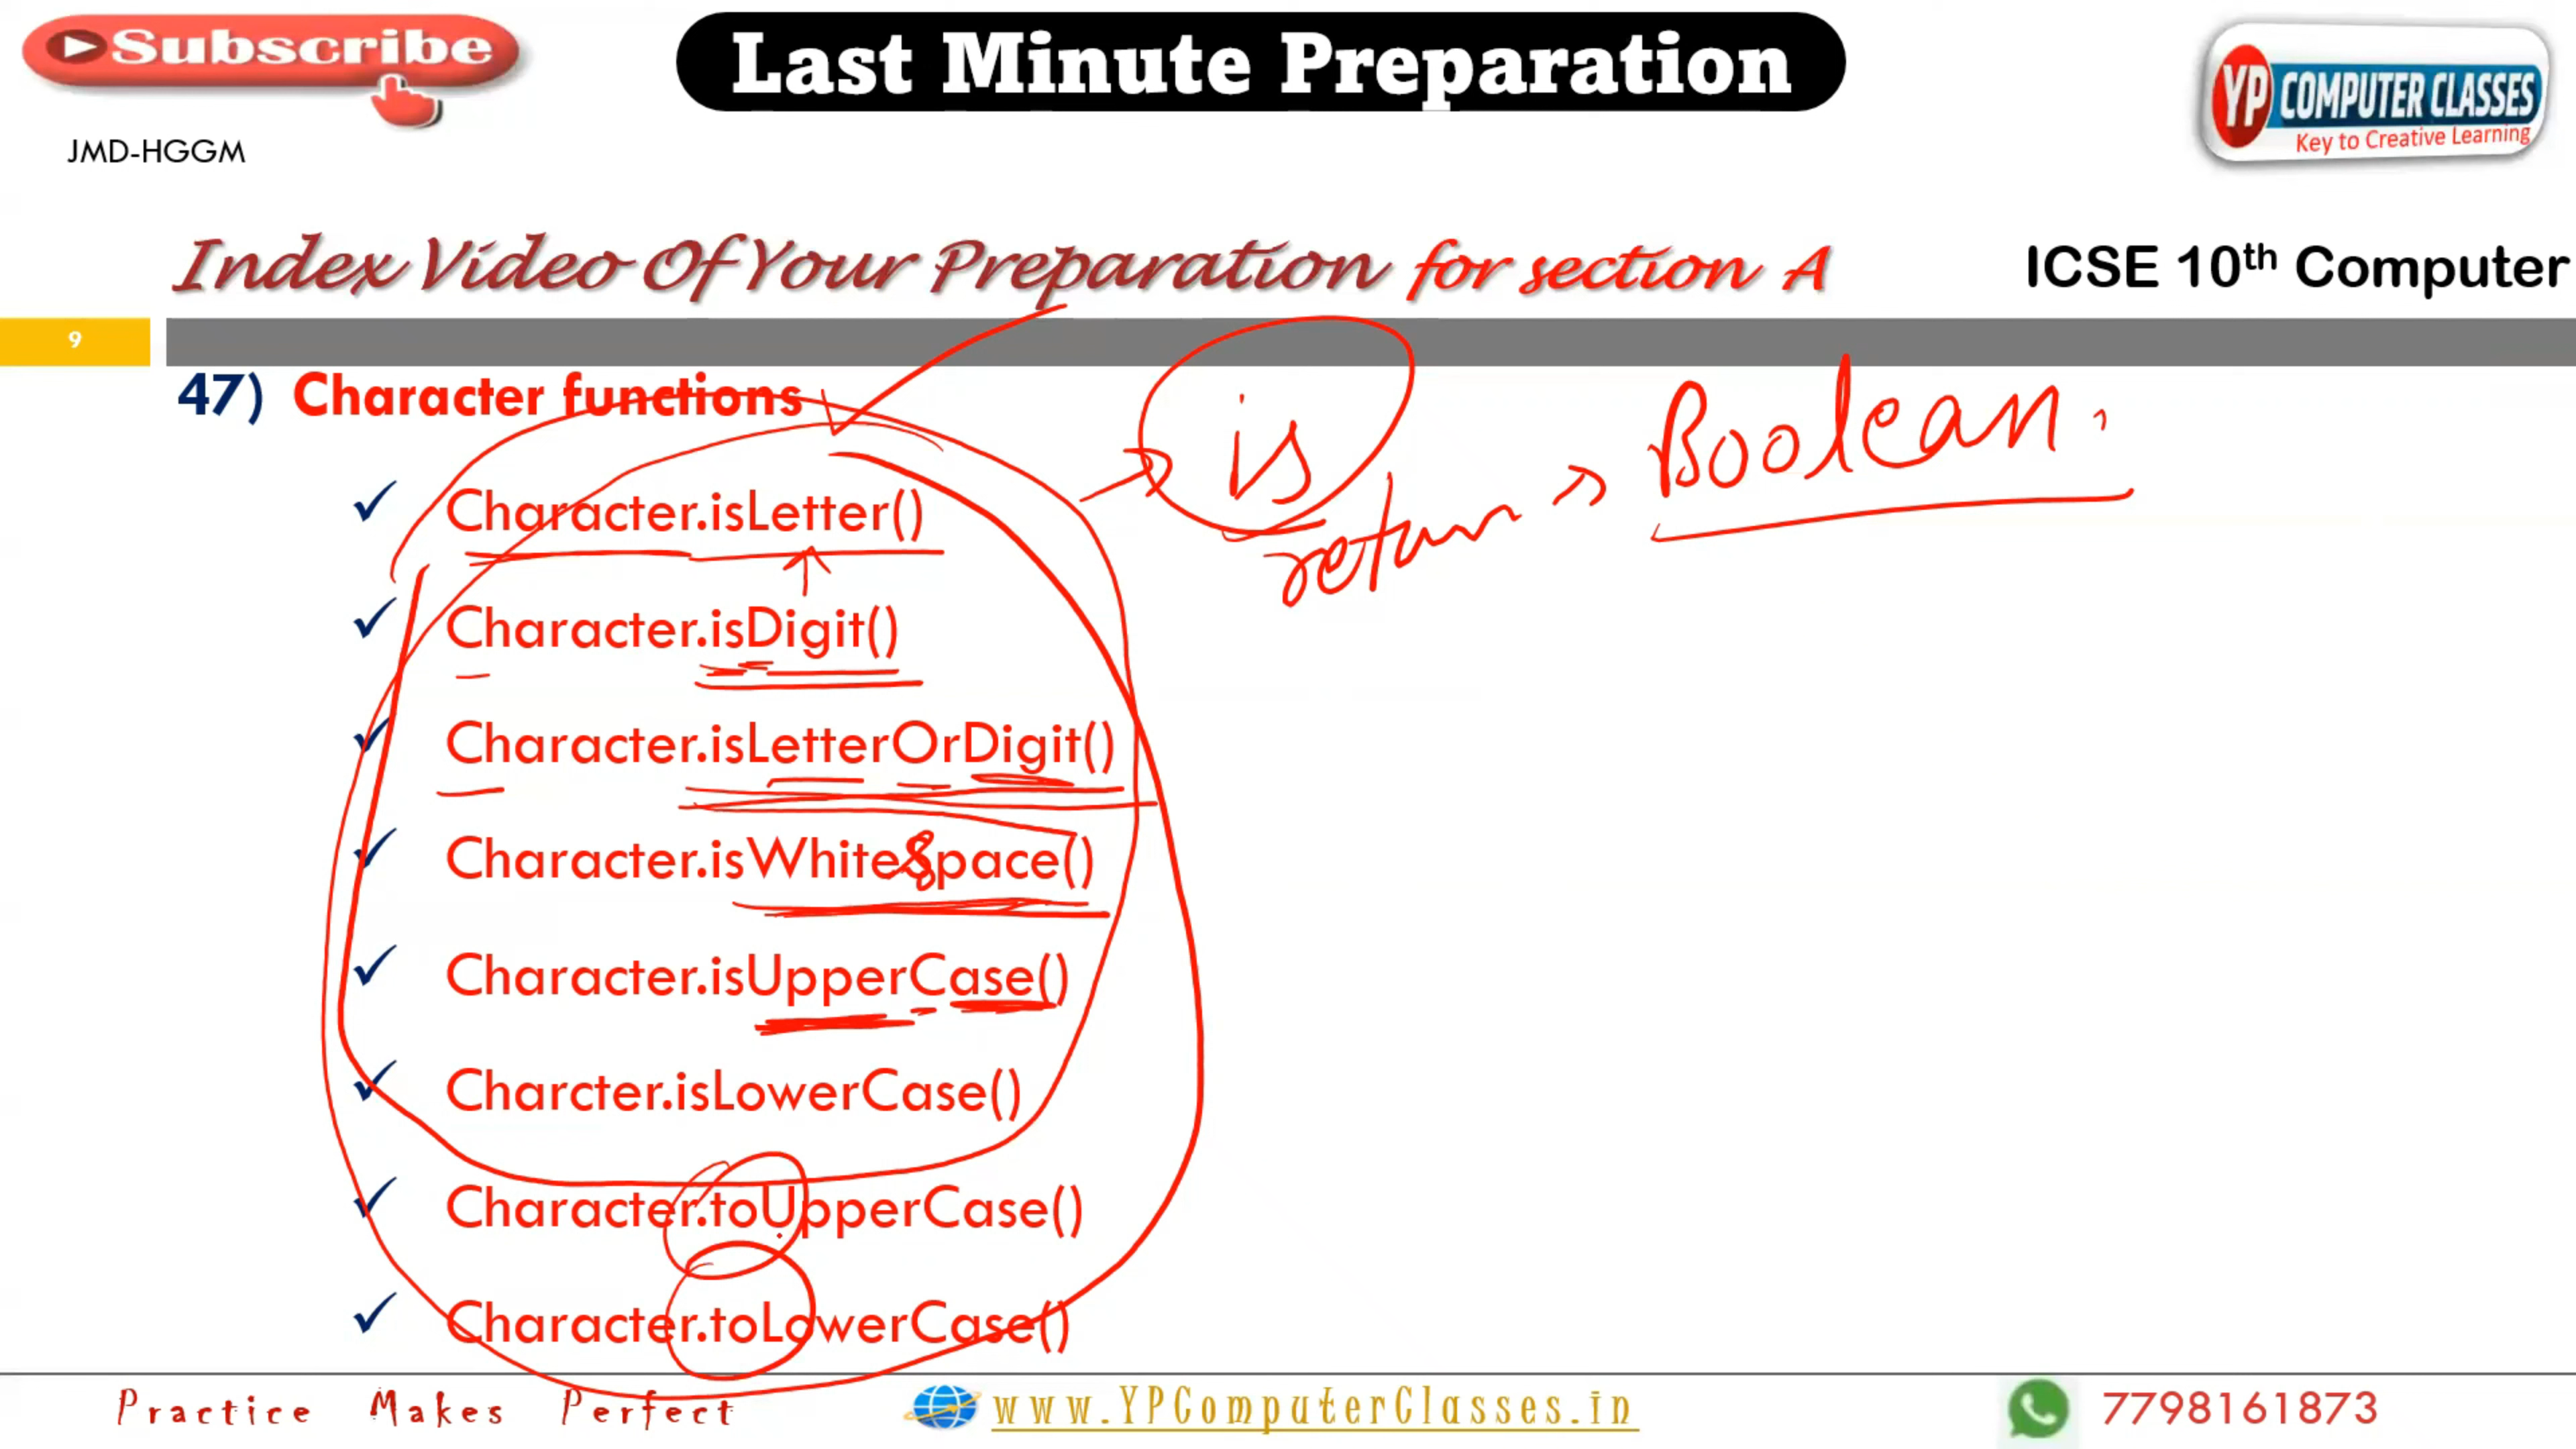 Subscribe
Last Minute Preparation
YP COMPUTER CLASSES
Key to Creative Learning
JMD-HGGM
Index Video Of Your Preparation for section A
ICSE 10th Computer
9
47) Character functions
is
return → Boolean.
✓ Character.isLetter()
✓ Character.isDigit()
✓ Character.isLetterOrDigit()
✓ Character.isWhiteSpace()
✓ Character.isUpperCase()
✓ Charcter.isLowerCase()
✓ Character.toUpperCase()
✓ Character.toLowerCase()
Practice Makes Perfect
www.YPComputerClasses.in
7798161873